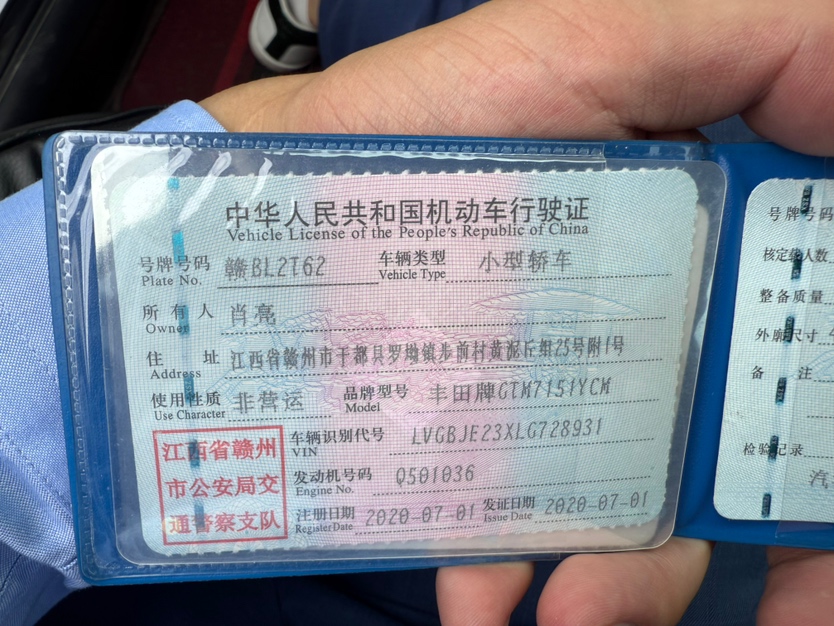 中华人民共和国机动车行驶证
Vehicle License of the People's Republic of China
号牌号码 赣BL2T62 车辆类型 小型轿车
Plate No. Vehicle Type
所有人 肖亮
Owner
住址 江西省赣州市于都县罗坳镇步前村黄泥丘组25号附1号
Address
使用性质 非营运 品牌型号 丰田牌GTM7151YCM
Use Character Model
江西省赣州
市公安局交
通警察支队
车辆识别代号 LVGBJE23XLG728931
VIN
发动机号码 Q501036
Engine No.
注册日期 2020-07-01 发证日期 2020-07-01
Register Date Issue Date
号牌号码
核定载人数
整备质量
外廓尺寸
备注
检验记录